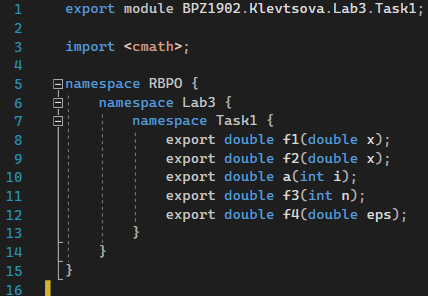 1 export module BPZ1902.Klevtsova.Lab3.Task1;
2
3 import <cmath>;
4
5 namespace RBPO {
6 namespace Lab3 {
7 namespace Task1 {
8 export double f1(double x);
9 export double f2(double x);
10 export double a(int i);
11 export double f3(int n);
12 export double f4(double eps);
13 }
14 }
15 }
16